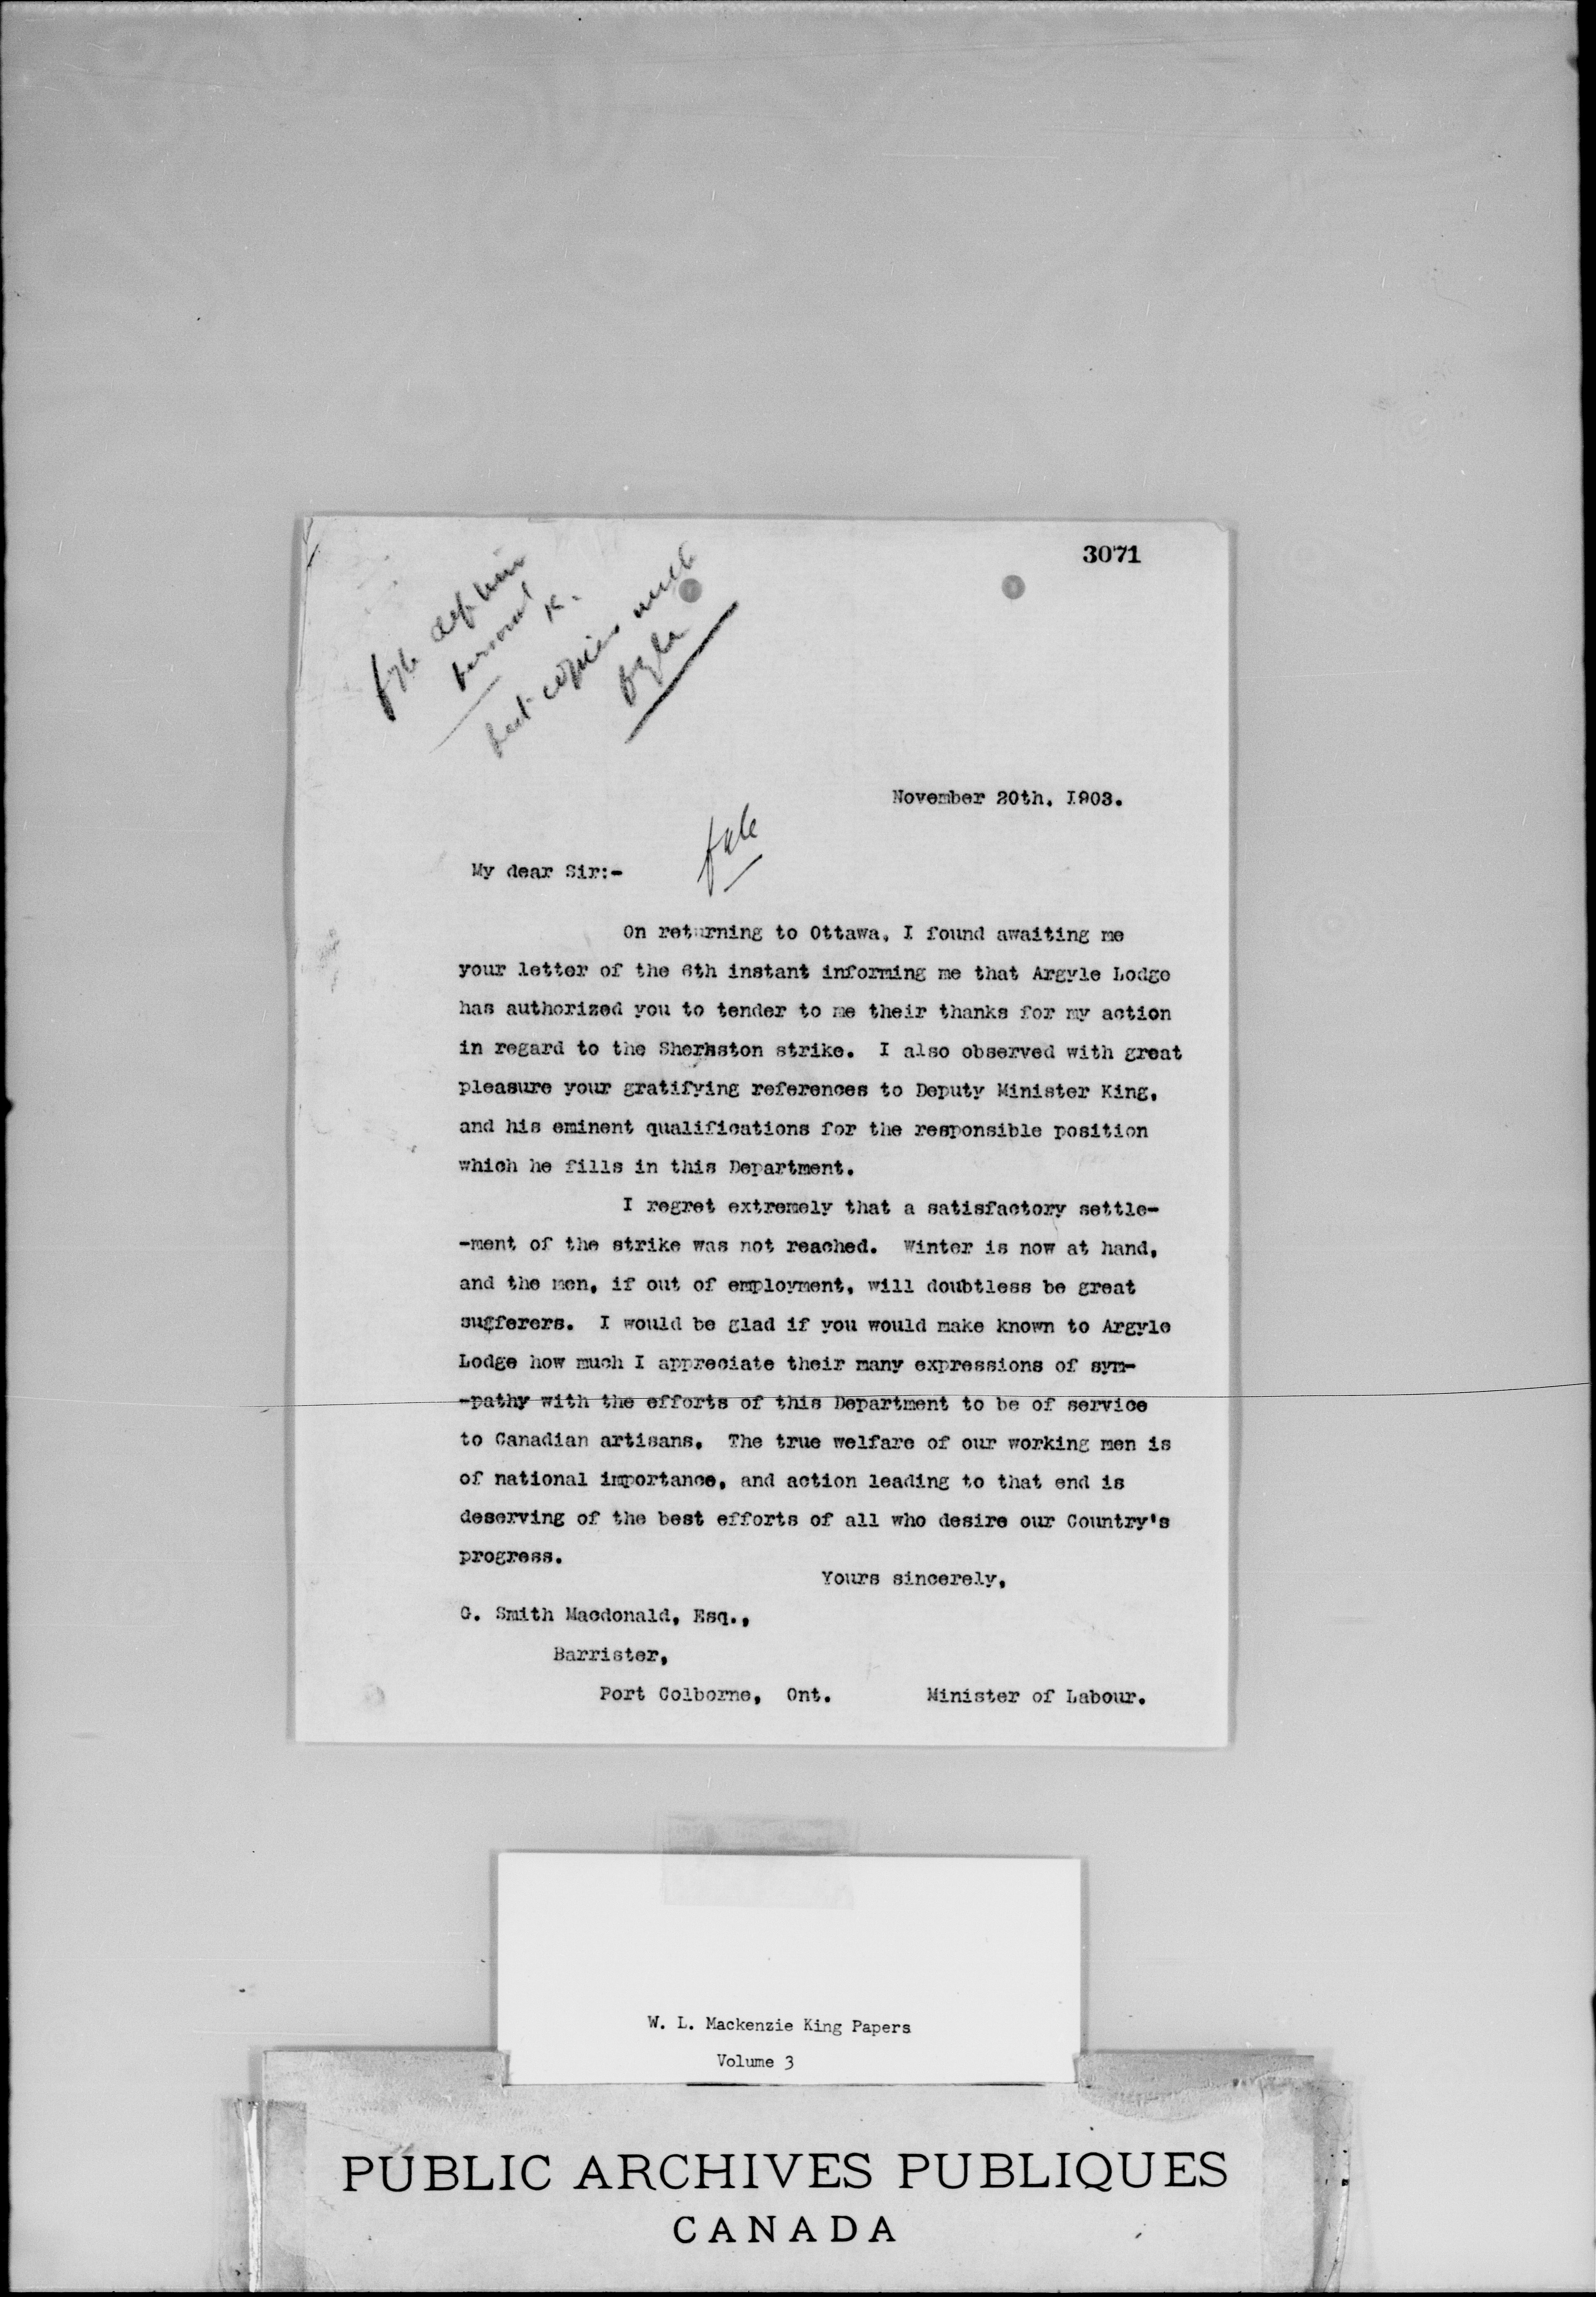 3071
file
November 20th, I903.
My dear Sir:-
file
On returning to Ottawa, I found awaiting me
your letter of the 6th instant informing me that Argyle Lodge
has authorized you to tender to me their thanks for my action
in regard to the Sherkston strike. I also observed with great
pleasure your gratifying references to Deputy Minister King,
and his eminent qualifications for the responsible position
which he fills in this Department.
I regret extremely that a satisfactory settle-
-ment of the strike was not reached. Winter is now at hand,
and the men, if out of employment, will doubtless be great
sugferers. I would be glad if you would make known to Argyle
Lodge how much I appreciate their many expressions of sym-
-pathy with the efforts of this Department to be of service
to Canadian artisans. The true welfare of our working men is
of national importance, and action leading to that end is
deserving of the best efforts of all who desire our Country's
progress.
Yours sincerely,
G. Smith Macdonald, Esq.,
Barrister,
Port Colborne, Ont. Minister of Labour.
W. L. Mackenzie King Papers
Volume 3
PUBLIC ARCHIVES PUBLIQUES
CANADA